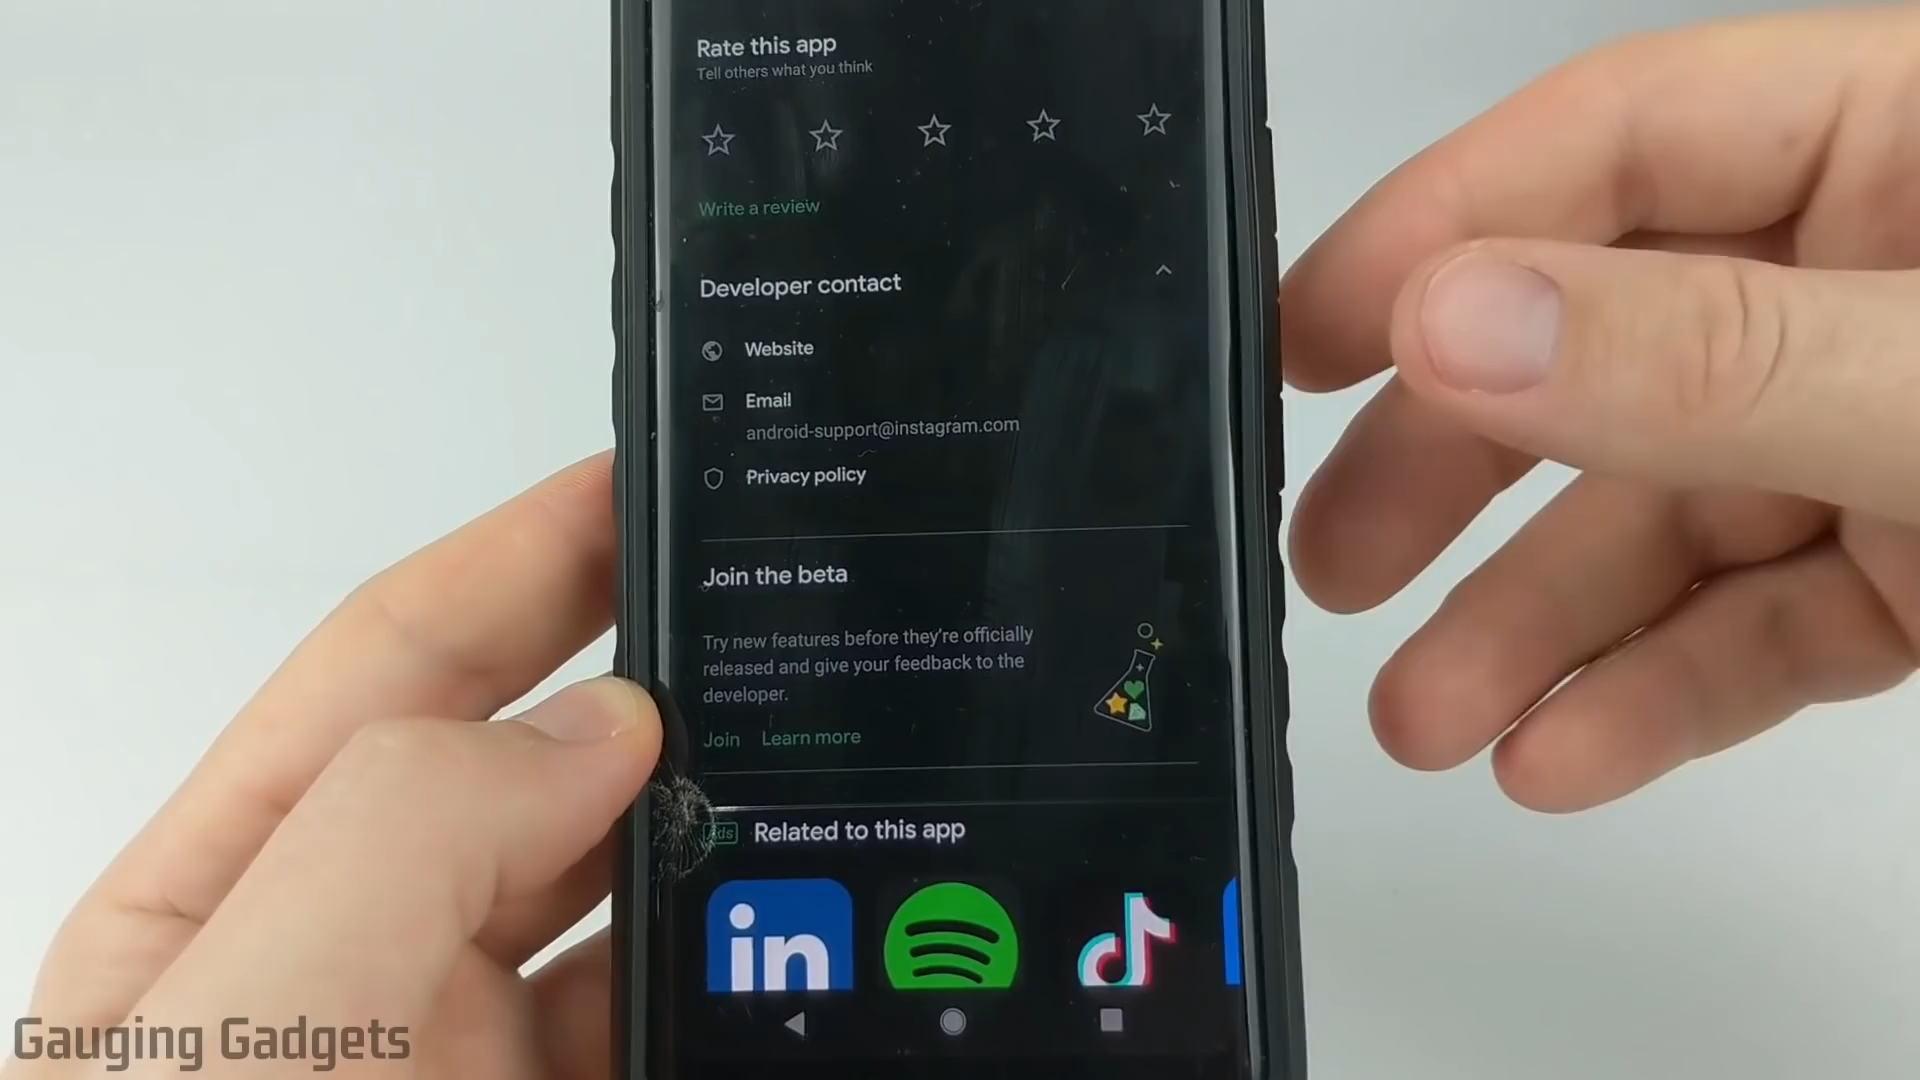 Rate this app
Tell others what you think
Write a review
Developer contact
Website
Email
android-support@instagram.com
Privacy policy
Join the beta
Try new features before they're officially
released and give your feedback to the
developer.
Join Learn more
Ads Related to this app
in
Gauging Gadgets